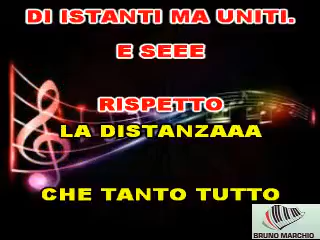 DI ISTANTI MA UNITI.
E SEEE
RISPETTO
LA DISTANZAAA
CHE TANTO TUTTO
BRUNO MARCHIO